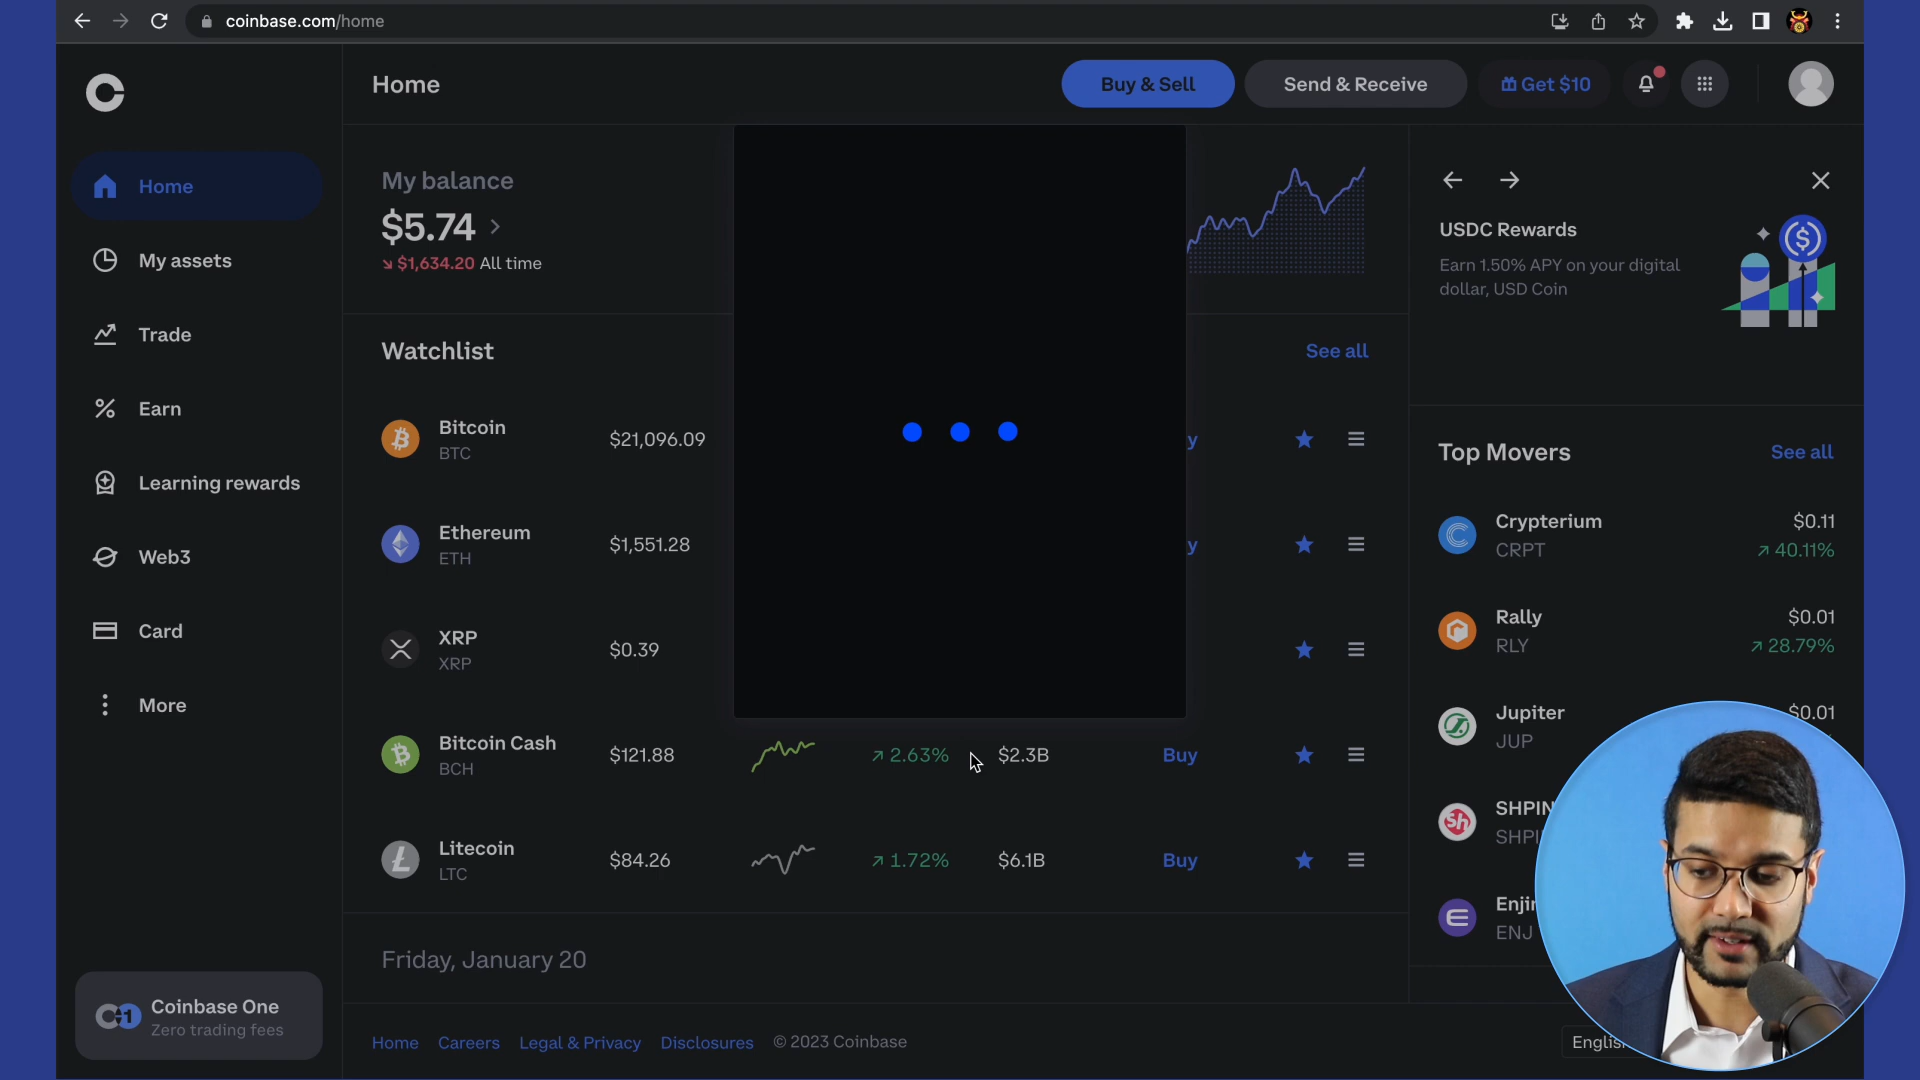 coinbase.com/home
Home
Buy & Sell
Send & Receive
Get $10
Home
My assets
Trade
Earn
Learning rewards
Web3
Card
More
Coinbase One
Zero trading fees
My balance
$5.74
$1,634.20 All time
Watchlist
See all
Bitcoin
BTC
$21,096.09
y
Ethereum
ETH
$1,551.28
y
XRP
XRP
$0.39
Bitcoin Cash
BCH
$121.88
2.63%
$2.3B
Buy
Litecoin
LTC
$84.26
1.72%
$6.1B
Buy
Friday, January 20
Home
Careers
Legal & Privacy
Disclosures
© 2023 Coinbase
USDC Rewards
Earn 1.50% APY on your digital
dollar, USD Coin
Top Movers
See all
Crypterium
CRPT
$0.11
40.11%
Rally
RLY
$0.01
28.79%
Jupiter
JUP
$0.01
SHPIN
SHPI
Enjin
ENJ
English